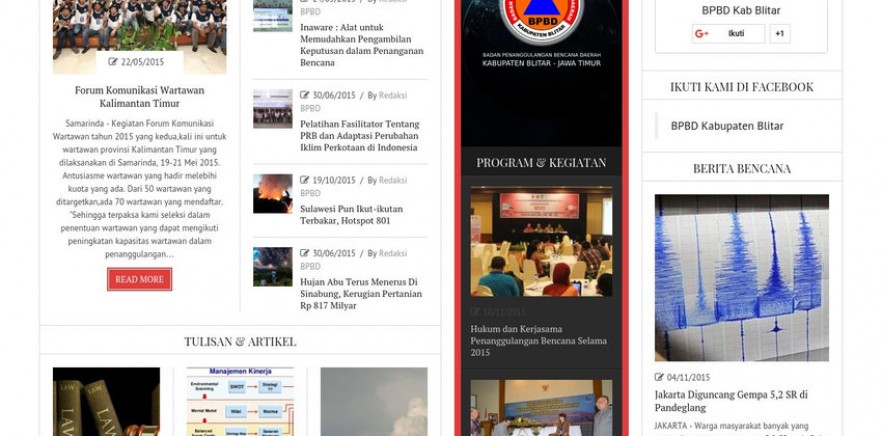 22/05/2015
Forum Komunikasi Wartawan
Kalimantan Timur
Samarinda - Kegiatan Forum Komunikasi
Wartawan tahun 2015 yang kedua,kali ini untuk
wartawan provinsi Kalimantan Timur yang
dilaksanakan di Samarinda, 19-21 Mei 2015.
Antusiasme wartawan yang hadir melebihi
kuota yang ada. Dari 50 wartawan yang
ditargetkan,ada 70 wartawan yang mendaftar.
"Sehingga terpaksa kami seleksi dalam
penentuan wartawan yang dapat mengikuti
peningkatan kapasitas wartawan dalam
penanggulangan...
READ MORE
BPBD
Inaware : Alat untuk
Memudahkan Pengambilan
Keputusan dalam Penanganan
Bencana
30/06/2015 / By Redaksi
BPBD
Pelatihan Fasilitator Tentang
PRB dan Adaptasi Perubahan
Iklim Perkotaan di Indonesia
19/10/2015 / By Redaksi
BPBD
Sulawesi Pun Ikut-ikutan
Terbakar, Hotspot 801
30/06/2015 / By Redaksi
BPBD
Hujan Abu Terus Menerus Di
Sinabung, Kerugian Pertanian
Rp 817 Milyar
TULISAN & ARTIKEL
LAW
LAW
Manajemen Kinerja
SWOT
Nilai
Norma
BPBD
KABUPATEN BLITAR
BADAN PENANGGULANGAN BENCANA DAERAH
KABUPATEN BLITAR - JAWA TIMUR
PROGRAM & KEGIATAN
10/11/2015
Hukum dan Kerjasama
Penanggulangan Bencana Selama
2015
BPBD Kab Blitar
G+ Ikuti
+1
IKUTI KAMI DI FACEBOOK
BPBD Kabupaten Blitar
BERITA BENCANA
04/11/2015
Jakarta Diguncang Gempa 5,2 SR di
Pandeglang
JAKARTA - Warga masyarakat banyak yang